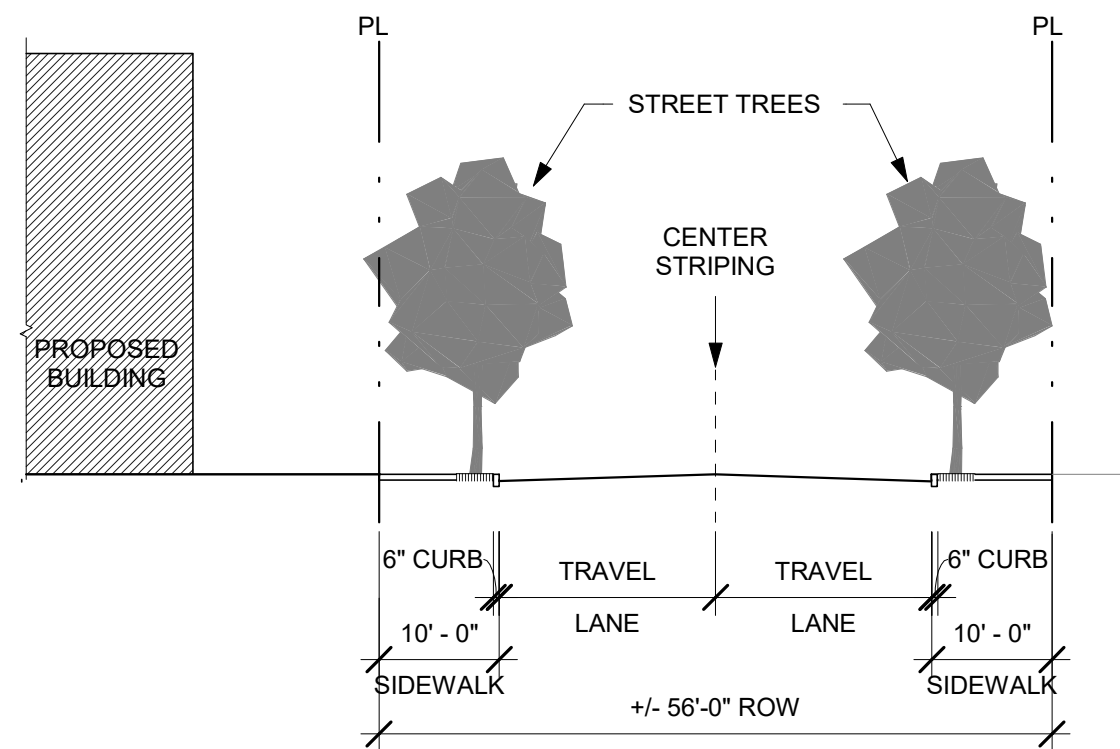 PL
PL
STREET TREES
CENTER
STRIPING
PROPOSED
BUILDING
6" CURB
TRAVEL
LANE
TRAVEL
LANE
6" CURB
10' - 0"
SIDEWALK
10' - 0"
SIDEWALK
+/- 56'-0" ROW